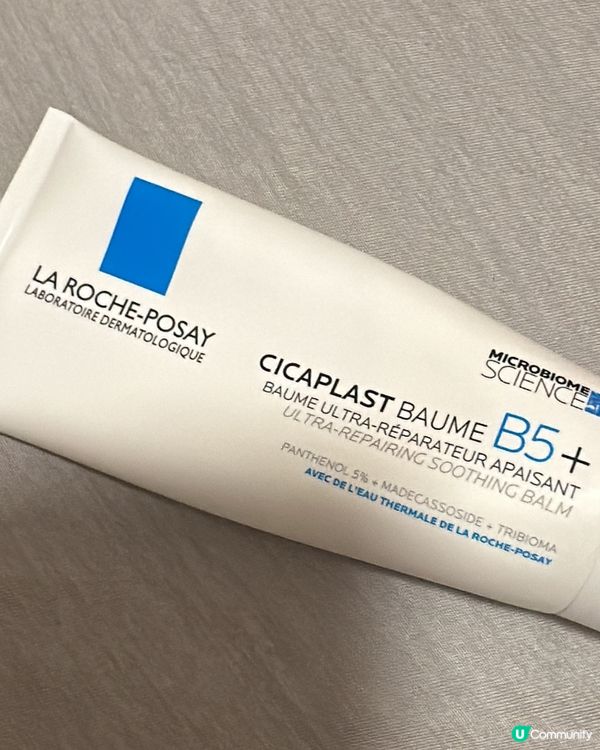 LA ROCHE-POSAY
LABORATOIRE DERMATOLOGIQUE
MICROBIOME
SCIENCE
CICAPLAST BAUME B5+
BAUME ULTRA-RÉPARATEUR APAISANT
ULTRA-REPAIRING SOOTHING BALM
PANTHENOL 5% + MADECASSOSIDE + TRIBIOMA
AVEC DE L'EAU THERMALE DE LA ROCHE-POSAY
U Community